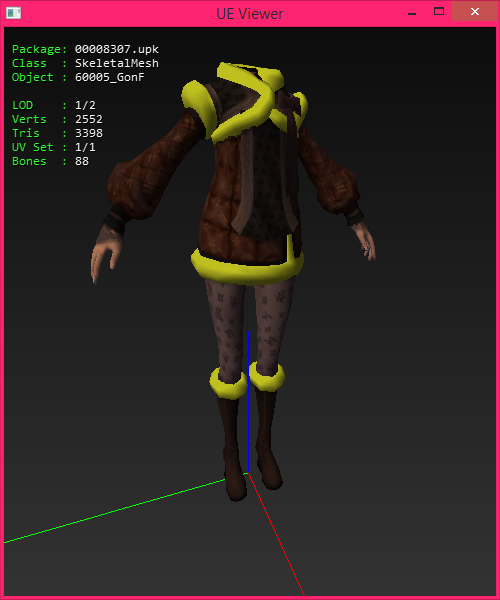 UE Viewer
Package: 00008307.upk
Class : SkeletalMesh
Object : 60005_GonF
LOD : 1/2
Verts : 2552
Tris : 3398
UV Set : 1/1
Bones : 88